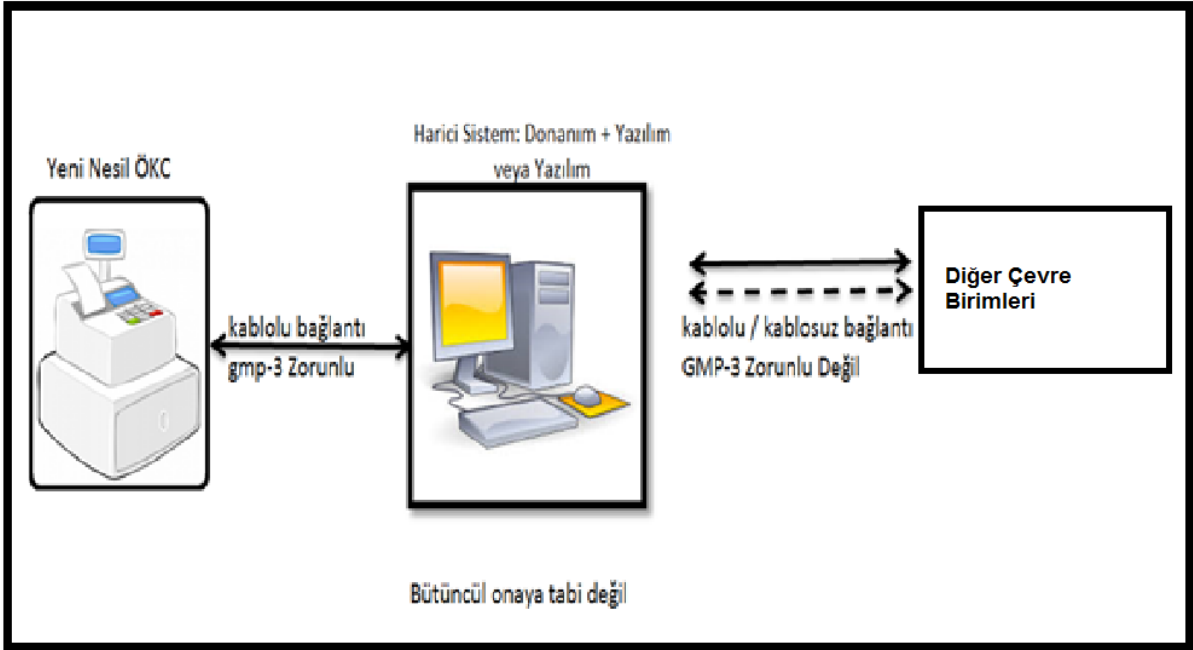 Harici Sistem: Donanım + Yazılım
veya Yazılım
Yeni Nesil ÖKC
kablolu bağlantı
gmp-3 Zorunlu
kablolu / kablosuz bağlantı
GMP-3 Zorunlu Değil
Diğer Çevre
Birimleri
Bütüncül onaya tabi değil